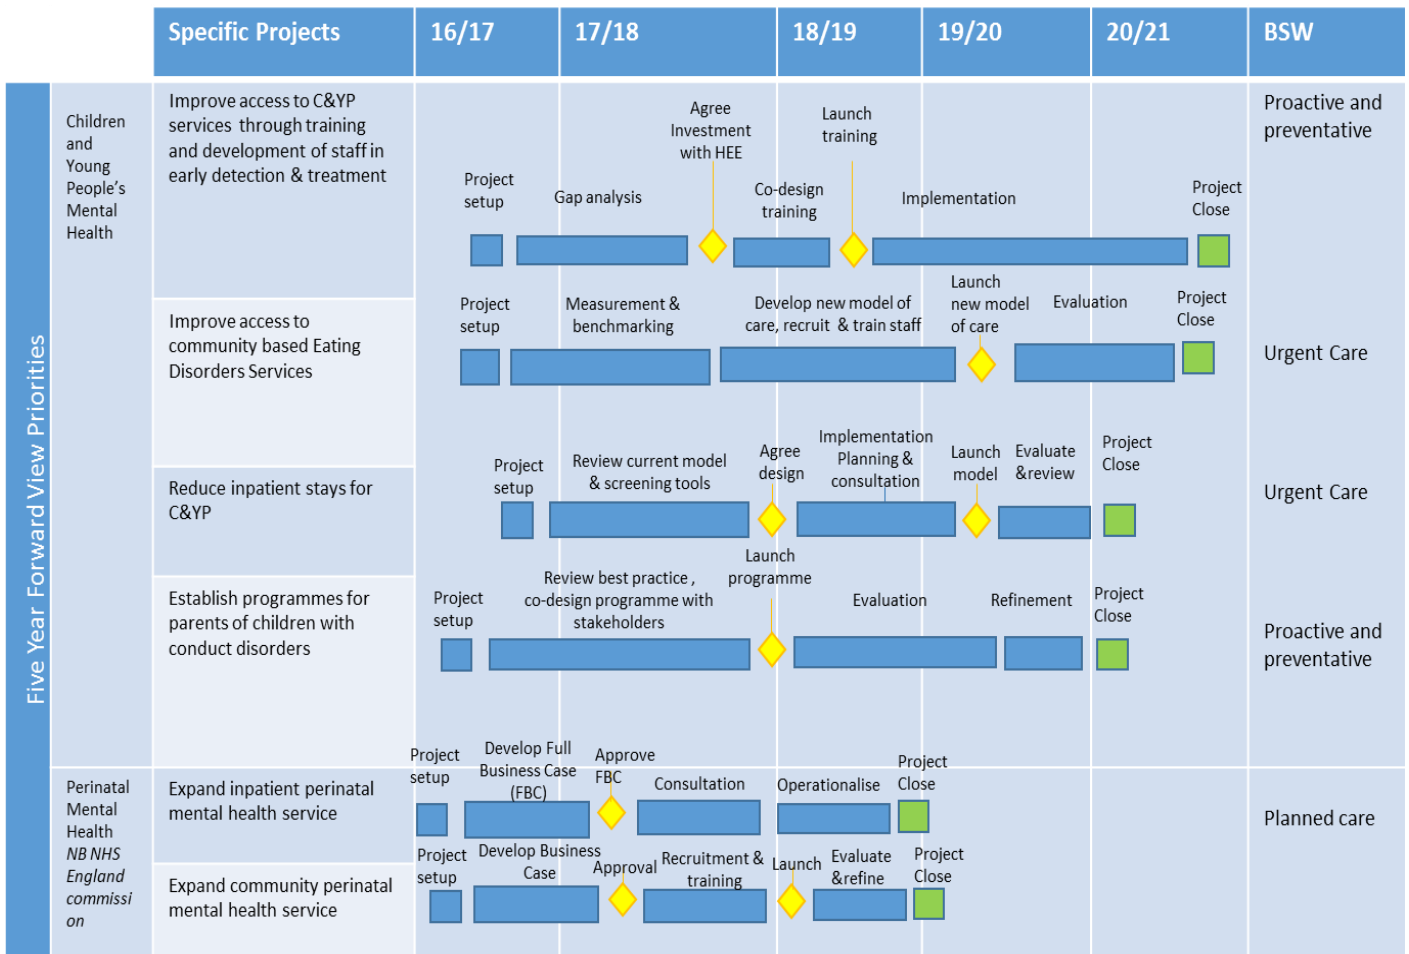 Specific Projects
16/17
17/18
18/19
19/20
20/21
BSW
Five Year Forward View Priorities
Children
and
Young
People's
Mental
Health
Improve access to C&YP
services through training
and development of staff in
early detection & treatment
Project
setup
Gap analysis
Agree
Investment
with HEE
Co-design
training
Launch
training
Implementation
Project
Close
Proactive and
preventative
Improve access to
community based Eating
Disorders Services
Project
setup
Measurement &
benchmarking
Develop new model of
care, recruit & train staff
Launch
new model
of care
Evaluation
Project
Close
Urgent Care
Reduce inpatient stays for
C&YP
Project
setup
Review current model
& screening tools
Agree
design
Implementation
Planning &
consultation
Launch
model
Evaluate
&review
Project
Close
Urgent Care
Establish programmes for
parents of children with
conduct disorders
Project
setup
Review best practice ,
co-design programme with
stakeholders
Launch
programme
Evaluation
Refinement
Project
Close
Proactive and
preventative
Perinatal
Mental
Health
NB NHS
England
commissi
on
Expand inpatient perinatal
mental health service
Project
setup
Develop Full
Business Case
(FBC)
Approve
FBC
Consultation
Operationalise
Project
Close
Planned care
Expand community perinatal
mental health service
Project
setup
Develop Business
Case
Approval
Recruitment &
training
Launch
Evaluate
&refine
Project
Close